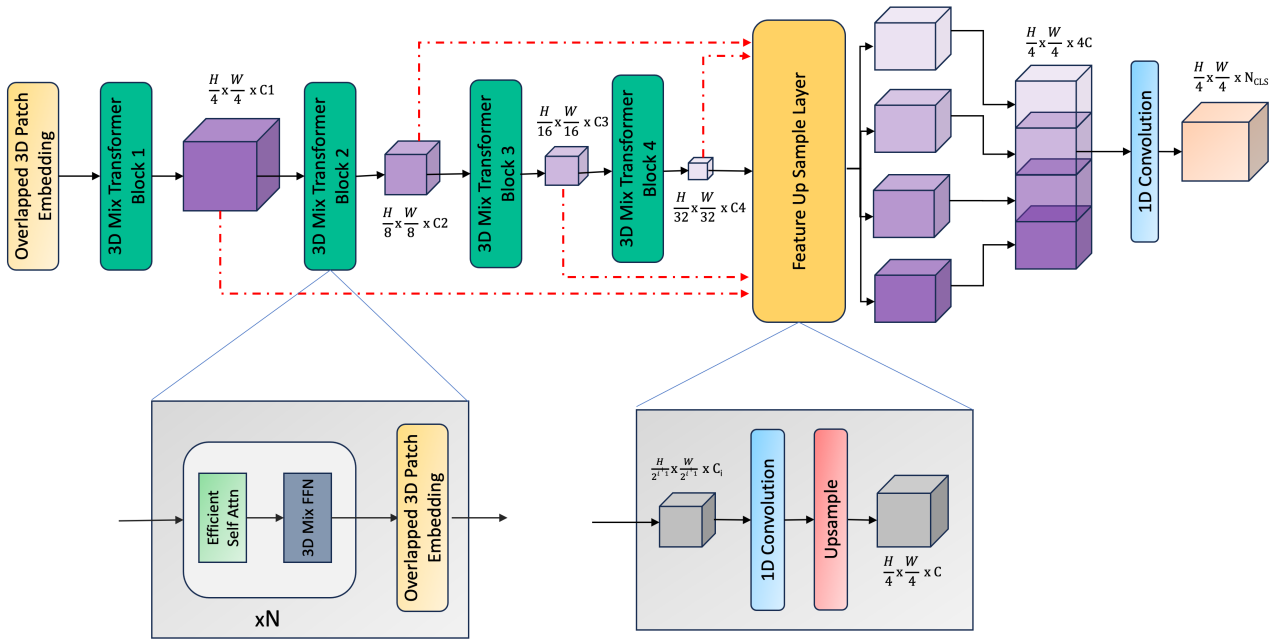 Overlapped 3D Patch
Embedding
3D Mix Transformer
Block 1
H/4 x W/4 x C1
3D Mix Transformer
Block 2
H/8 x W/8 x C2
3D Mix Transformer
Block 3
H/16 x W/16 x C3
3D Mix Transformer
Block 4
H/32 x W/32 x C4
Feature Up Sample Layer
H/4 x W/4 x 4C
1D Convolution
H/4 x W/4 x N_CLS
Efficient
Self Attn
3D Mix FFN
xN
Overlapped 3D Patch
Embedding
H/2^{i+1} x W/2^{i+1} x C_i
1D Convolution
Upsample
H/4 x W/4 x C